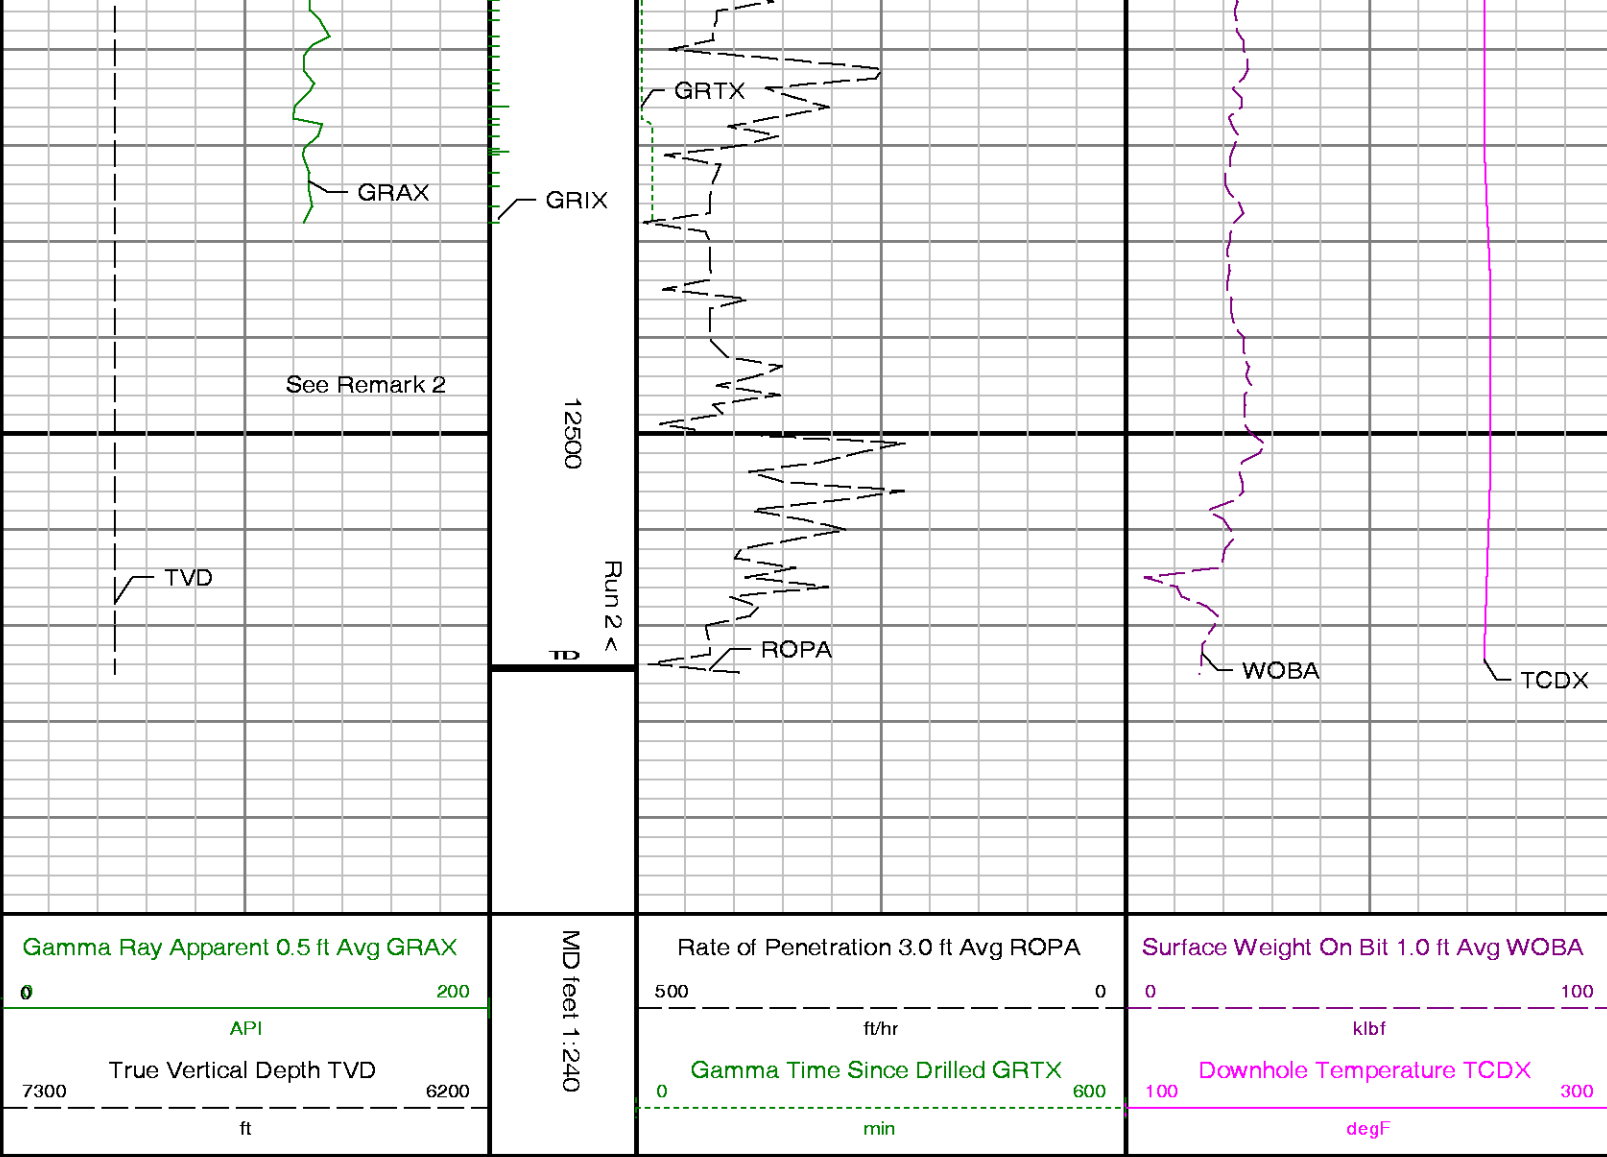 GRTX
GRAX
GRIX
See Remark 2
12500
TVD
Run 2 <
TD
ROPA
WOBA
TCDX
Gamma Ray Apparent 0.5 ft Avg GRAX
0 200
API
True Vertical Depth TVD
7300 6200
ft
MD feet 1:240
Rate of Penetration 3.0 ft Avg ROPA
500 0
ft/hr
Gamma Time Since Drilled GRTX
0 600
min
Surface Weight On Bit 1.0 ft Avg WOBA
0 100
klbf
Downhole Temperature TCDX
100 300
degF